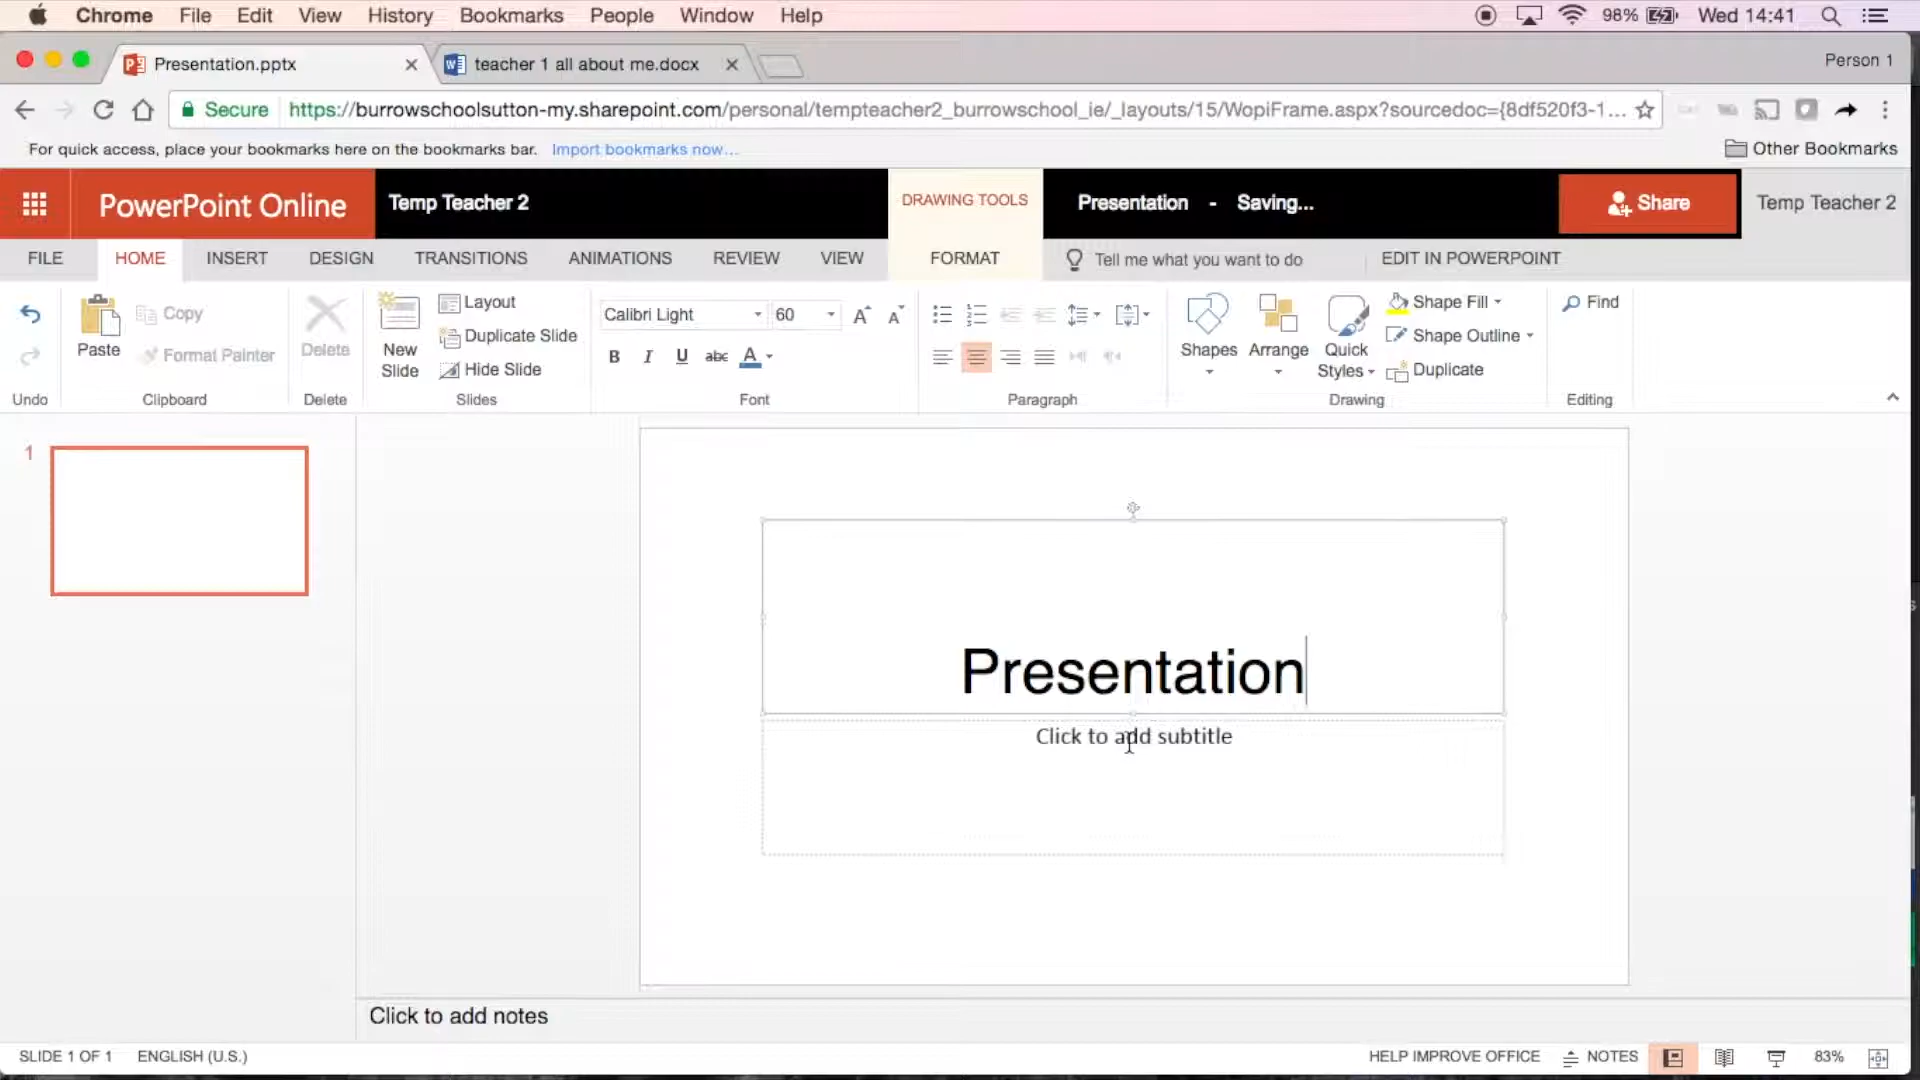 Chrome File Edit View History Bookmarks People Window Help 98% Wed 14:41
Presentation.pptx teacher 1 all about me.docx Person 1
Secure https://burrowschoolsutton-my.sharepoint.com/personal/tempteacher2_burrowschool_ie/_layouts/15/WopiFrame.aspx?sourcedoc={8df520f3-1...
For quick access, place your bookmarks here on the bookmarks bar. Import bookmarks now... Other Bookmarks
PowerPoint Online Temp Teacher 2 DRAWING TOOLS Presentation - Saving... Share Temp Teacher 2
FILE HOME INSERT DESIGN TRANSITIONS ANIMATIONS REVIEW VIEW FORMAT Tell me what you want to do EDIT IN POWERPOINT
Copy Layout Calibri Light 60 Shape Fill Find
Duplicate Slide Shape Outline
Paste Format Painter Delete New Slide Hide Slide B I U abc A Shapes Arrange Quick Styles Duplicate
Undo Clipboard Delete Slides Font Paragraph Drawing Editing
1
Presentation
Click to add subtitle
Click to add notes
SLIDE 1 OF 1 ENGLISH (U.S.) HELP IMPROVE OFFICE NOTES 83%